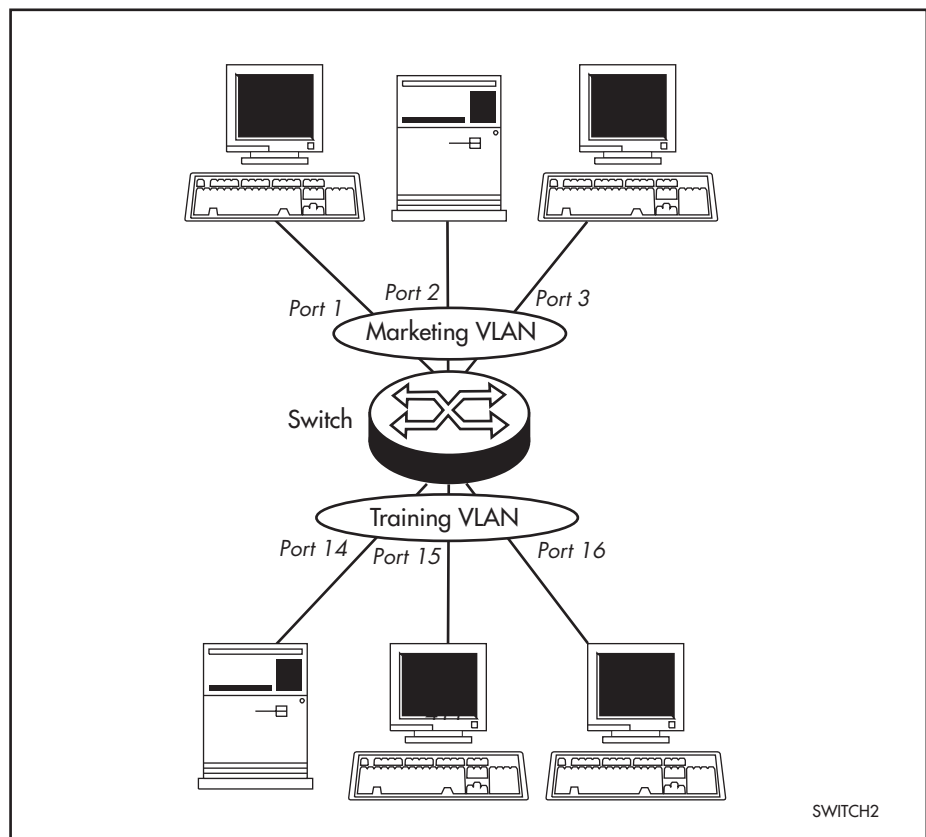 Port 1
Port 2
Port 3
Marketing VLAN
Switch
Training VLAN
Port 14
Port 15
Port 16
SWITCH2